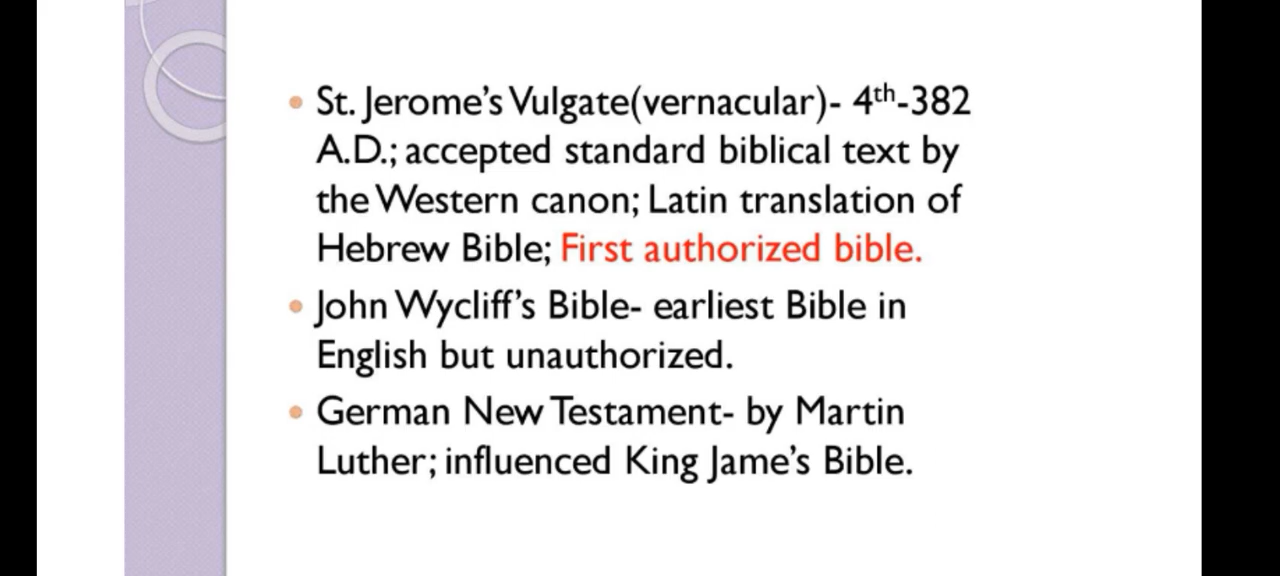 St. Jerome's Vulgate(vernacular)- 4th-382
A.D.; accepted standard biblical text by
the Western canon; Latin translation of
Hebrew Bible; First authorized bible.
John Wycliff's Bible- earliest Bible in
English but unauthorized.
German New Testament- by Martin
Luther; influenced King Jame's Bible.